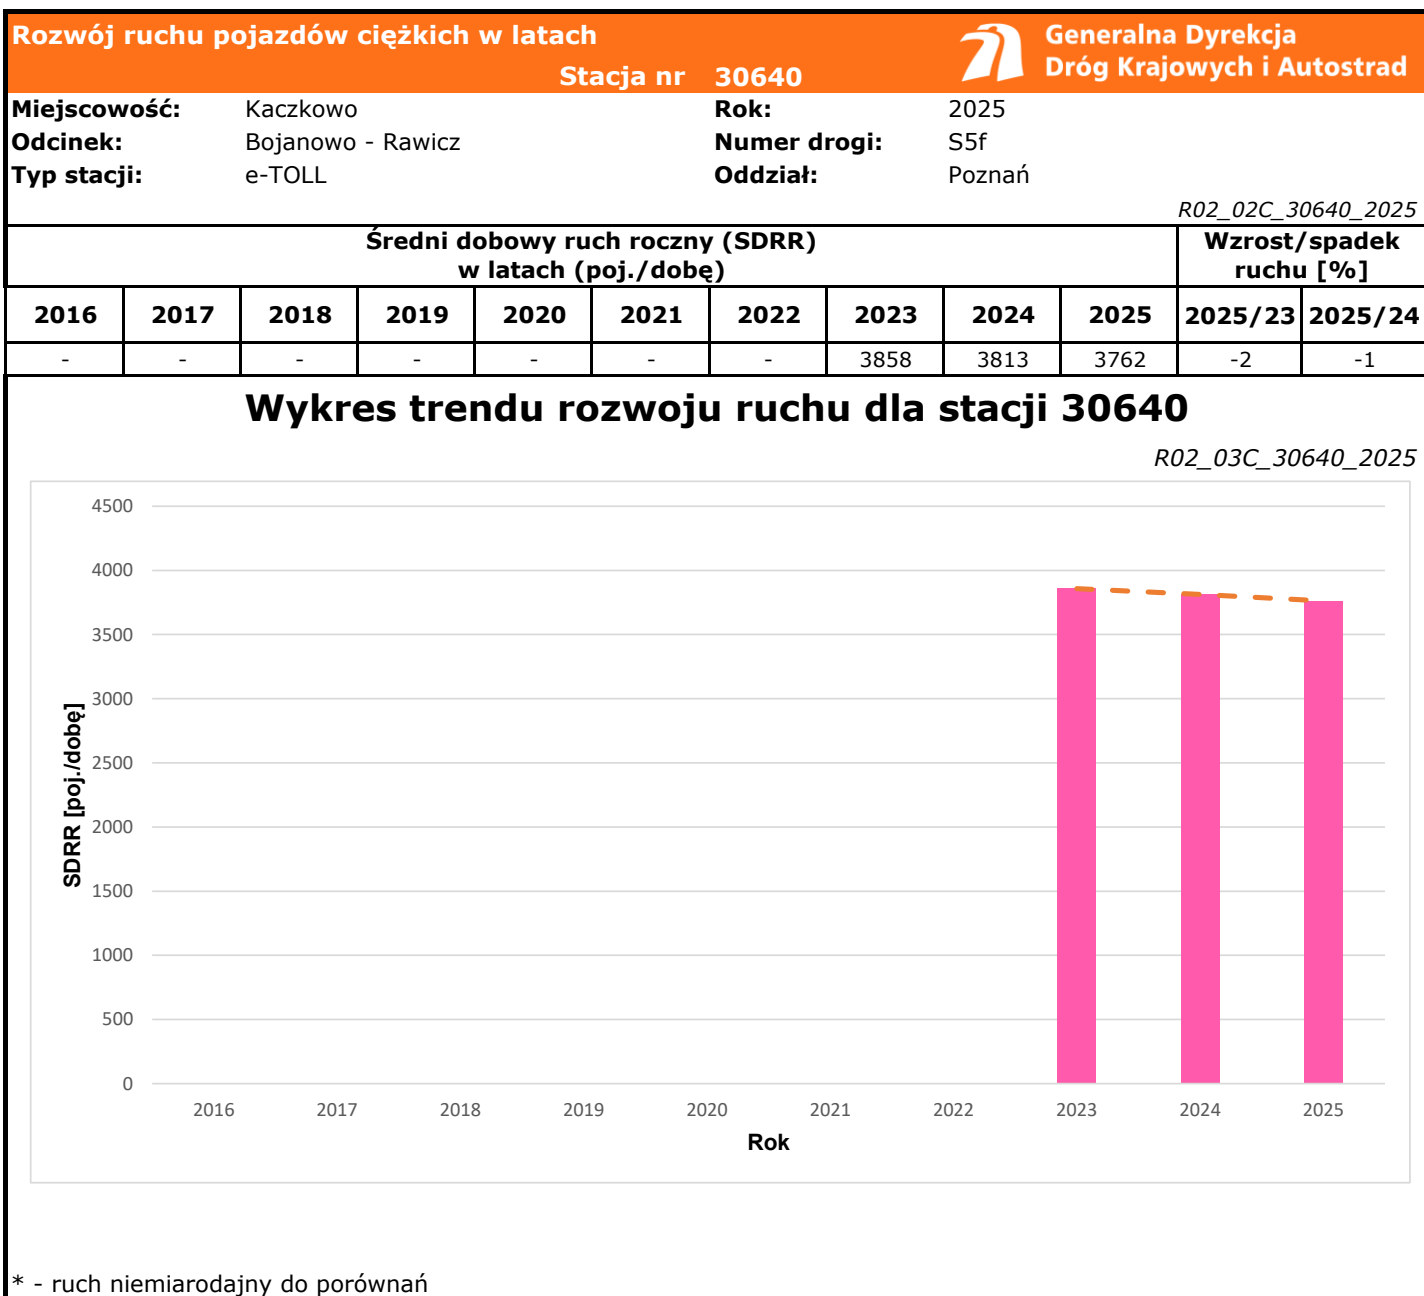 Rozwój ruchu pojazdów ciężkich w latach
Stacja nr 30640
Generalna Dyrekcja
Dróg Krajowych i Autostrad
Miejscowość: Kaczkowo Rok: 2025
Odcinek: Bojanowo - Rawicz Numer drogi: S5f
Typ stacji: e-TOLL Oddział: Poznań
R02_02C_30640_2025
Średni dobowy ruch roczny (SDRR)
w latach (poj./dobę)
Wzrost/spadek
ruchu [%]
2016 2017 2018 2019 2020 2021 2022 2023 2024 2025 2025/23 2025/24
- - - - - - - 3858 3813 3762 -2 -1
Wykres trendu rozwoju ruchu dla stacji 30640
R02_03C_30640_2025
4500
4000
3500
3000
2500
2000
1500
1000
500
0
SDRR [poj./dobę]
2016 2017 2018 2019 2020 2021 2022 2023 2024 2025
Rok
* - ruch niemiarodajny do porównań